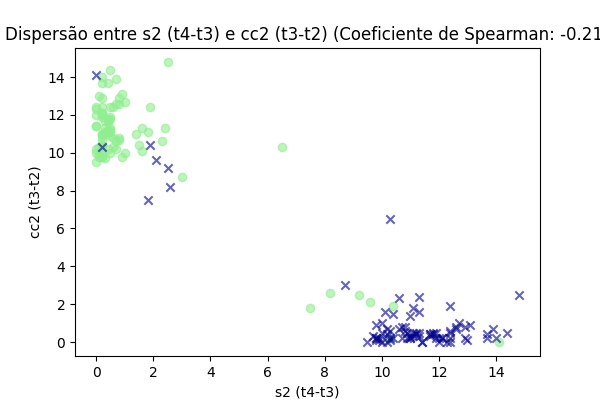 Dispersão entre s2 (t4-t3) e cc2 (t3-t2) (Coeficiente de Spearman: -0.21
14
12
10
8
6
4
2
0
cc2 (t3-t2)
0 2 4 6 8 10 12 14
s2 (t4-t3)